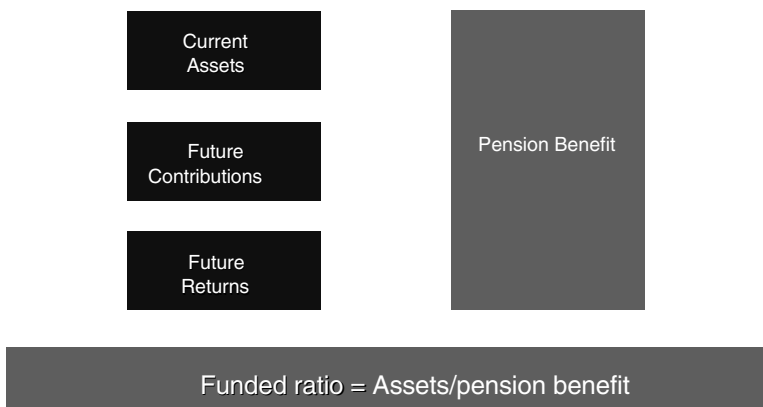 Current
Assets
Future
Contributions
Future
Returns
Pension Benefit
Funded ratio = Assets/pension benefit